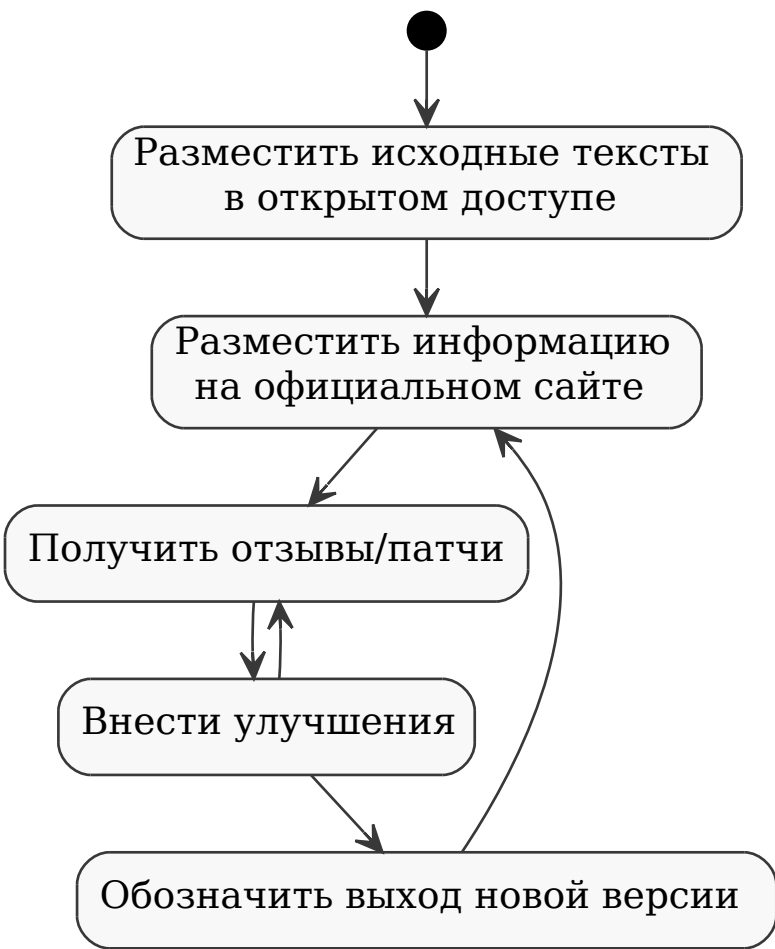 Разместить исходные тексты
в открытом доступе
Разместить информацию
на официальном сайте
Получить отзывы/патчи
Внести улучшения
Обозначить выход новой версии